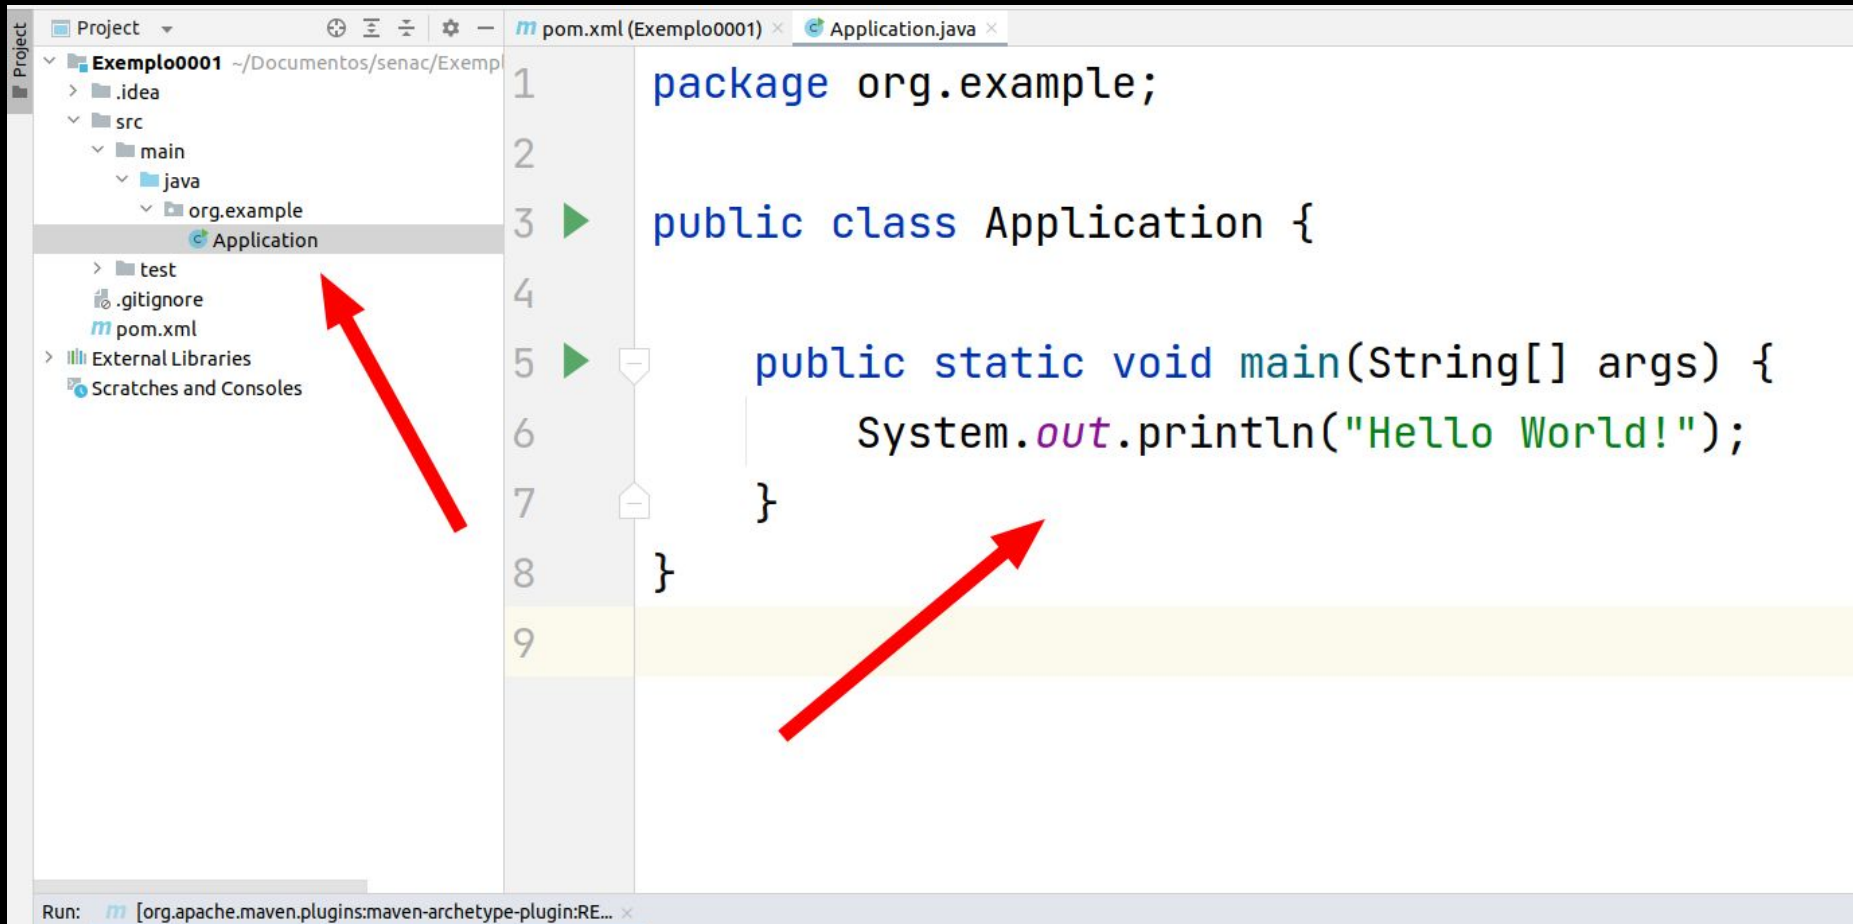 Project
Project
pom.xml (Exemplo0001)
Application.java
Exemplo0001 ~/Documentos/senac/Exempl
.idea
src
main
java
org.example
Application
test
.gitignore
m pom.xml
External Libraries
Scratches and Consoles
1 package org.example;
2
3 public class Application {
4
5 public static void main(String[] args) {
6 System.out.println("Hello World!");
7 }
8 }
9
Run: m [org.apache.maven.plugins:maven-archetype-plugin:RE...